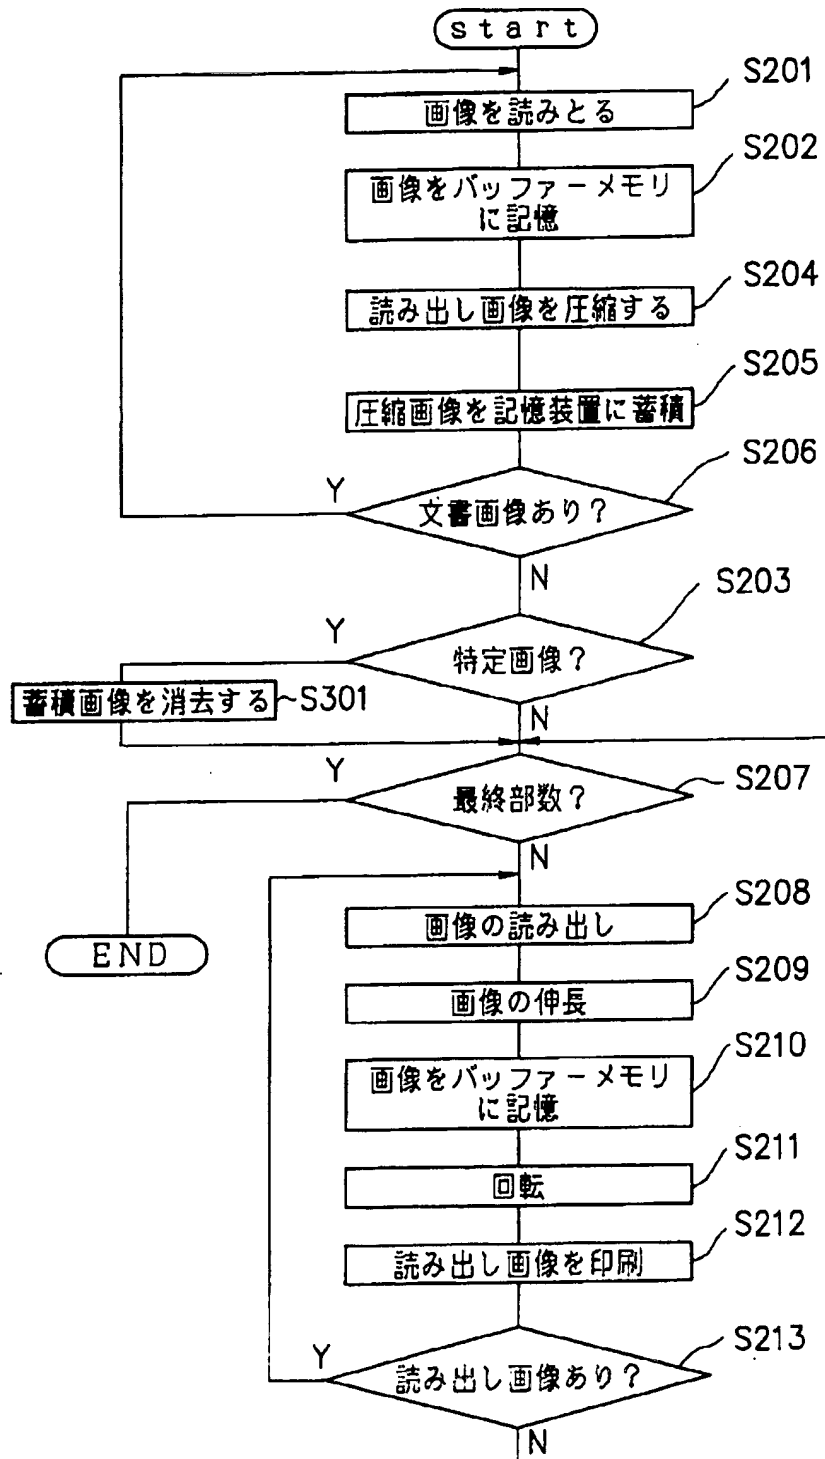 start
S201
画像を読みとる
S202
画像をバッファーメモリ
に記憶
S204
読み出し画像を圧縮する
S205
圧縮画像を記憶装置に蓄積
S206
Y
文書画像あり?
N
S203
Y
特定画像?
蓄積画像を消去する
S301
N
Y
S207
最終部数?
N
S208
画像の読み出し
END
S209
画像の伸長
S210
画像をバッファーメモリ
に記憶
S211
回転
S212
読み出し画像を印刷
S213
Y
読み出し画像あり?
N